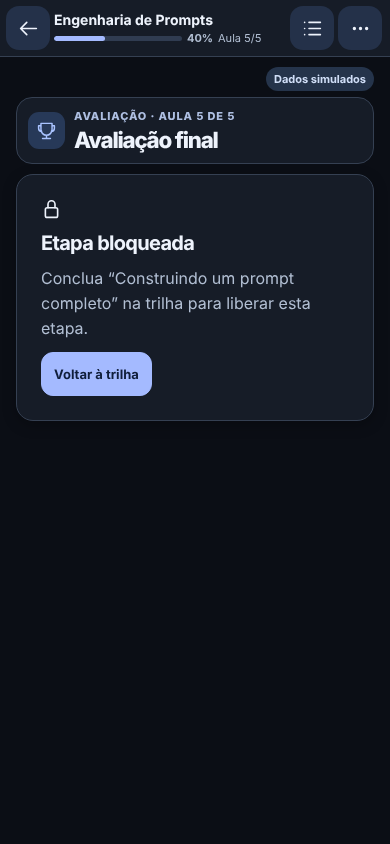 Engenharia de Prompts
40% Aula 5/5
Dados simulados
AVALIAÇÃO · AULA 5 DE 5
Avaliação final
Etapa bloqueada
Conclua “Construindo um prompt
completo” na trilha para liberar esta
etapa.
Voltar à trilha